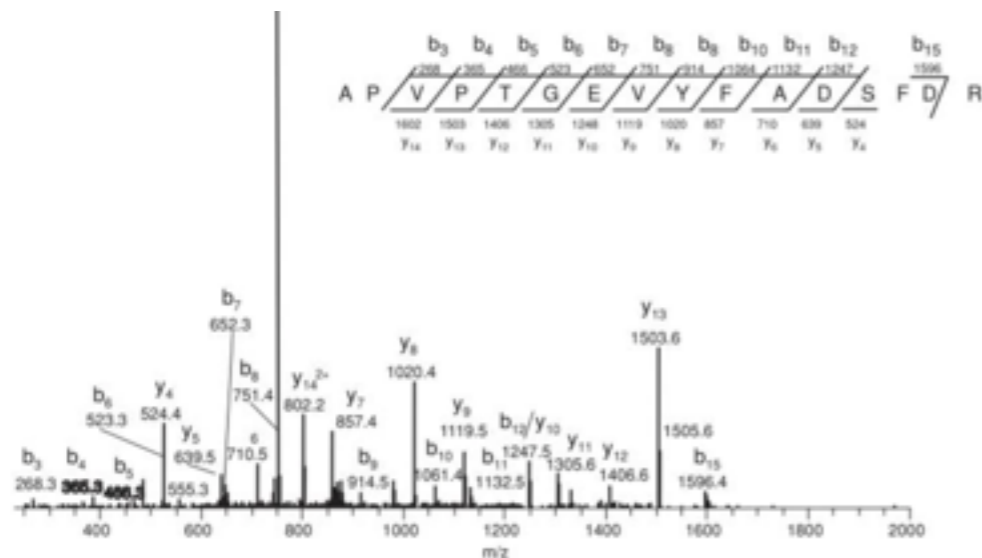 b3 b4 b5 b6 b7 b8 b8 b10 b11 b12 b15
268 365 466 523 652 751 914 1064 1132 1247 1596
A P V P T G E V Y F A D S F D R
1602 1503 1406 1305 1248 1119 1020 857 710 639 524
y14 y13 y12 y11 y10 y9 y8 y7 y6 y5 y4
b7
652.3
y13
1503.6
y8
1020.4
b6
523.3
y4
524.4
b8
751.4
y14 2+
802.2
y7
857.4
y5
639.5
6
710.5
y9
1119.5
b12/y10
1247.5
1505.6
b3
268.3
b4
365.3
b5
466.3
555.3
b9
914.5
b10
1061.4
b11
1132.5
y11
1305.6
y12
1406.6
b15
1596.4
400 600 800 1000 1200 1400 1600 1800 2000
m/z